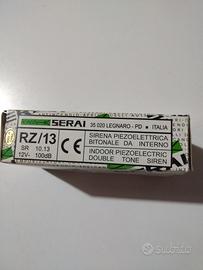 SERAI
35 020 LEGNARO - PD ■ ITALIA
RZ/13
SR 10.13
12V- 100dB
CE
SIRENA PIEZOELETTRICA
BITONALE DA INTERNO
INDOOR PIEZOELECTRIC
DOUBLE TONE SIREN
subito